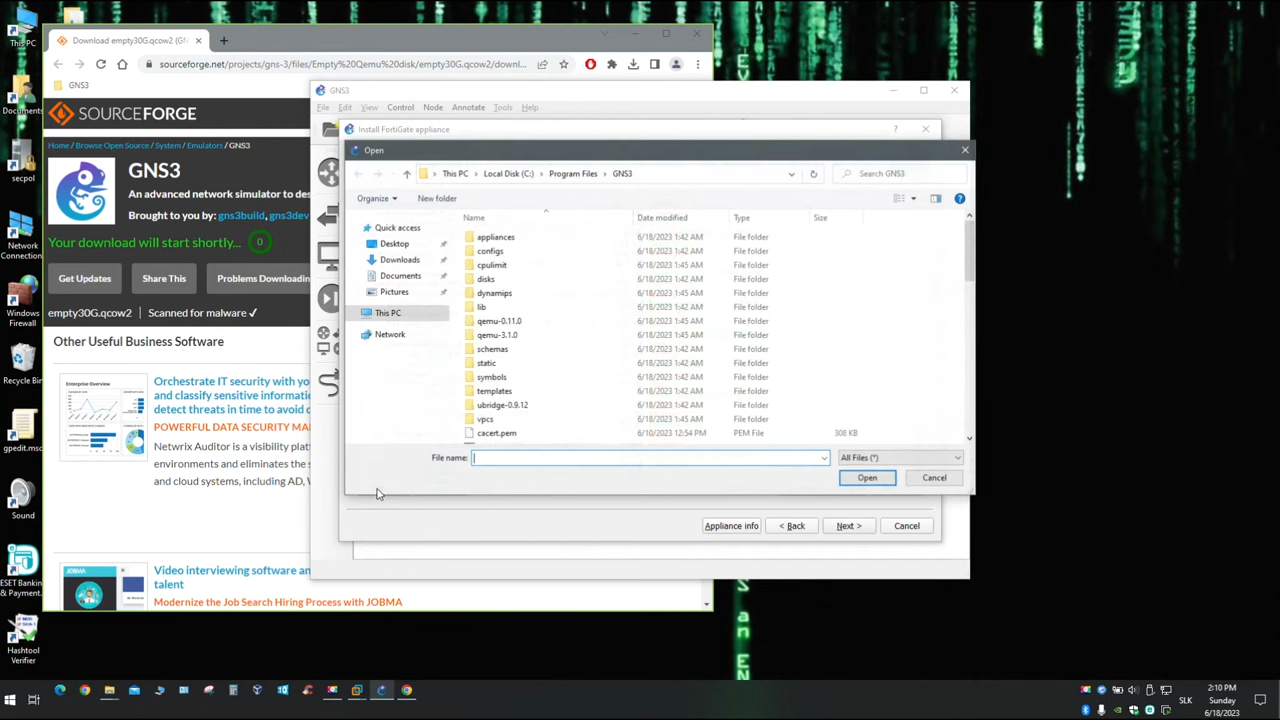 This PC
Documents
secpol
Network
Connection
Windows
Firewall
Recycle Bin
gpedit.msc
Sound
ESET Banking
& Payment
Hashtool
Verifier
Download empty30G.qcow2 (GN
sourceforge.net/projects/gns-3/files/Empty%20Qemu%20disk/empty30G.qcow2/downl...
GNS3
SOURCEFORGE
Home / Browse Open Source / System / Emulators / GNS3
GNS3
An advanced network simulator to des
Brought to you by: gns3build, gns3dev
Your download will start shortly... 0
Get Updates
Share This
Problems Downloadin
empty30G.qcow2
Scanned for malware ✓
Other Useful Business Software
Orchestrate IT security with yo
and classify sensitive informati
detect threats in time to avoid d
POWERFUL DATA SECURITY MA
Netwrix Auditor is a visibility platf
environments and eliminates the s
and cloud systems, including AD, W
Video interviewing software an
talent
Modernize the Job Search Hiring Process with JOBMA
JOBMA
GNS3
File Edit View Control Node Annotate Tools Help
Install FortiGate appliance
Open
This PC > Local Disk (C:) > Program Files > GNS3
Search GNS3
Organize
New folder
Quick access
Desktop
Downloads
Documents
Pictures
This PC
Network
Name Date modified Type Size
appliances 6/18/2023 1:42 AM File folder
configs 6/18/2023 1:42 AM File folder
cpulimit 6/18/2023 1:45 AM File folder
disks 6/18/2023 1:42 AM File folder
dynamips 6/18/2023 1:45 AM File folder
lib 6/18/2023 1:42 AM File folder
qemu-0.11.0 6/18/2023 1:45 AM File folder
qemu-3.1.0 6/18/2023 1:45 AM File folder
schemas 6/18/2023 1:42 AM File folder
static 6/18/2023 1:42 AM File folder
symbols 6/18/2023 1:42 AM File folder
templates 6/18/2023 1:42 AM File folder
ubridge-0.9.12 6/18/2023 1:42 AM File folder
vpcs 6/18/2023 1:45 AM File folder
cacert.pem 6/10/2023 12:54 PM PEM File 308 KB
File name:
All Files (*)
Open
Cancel
Appliance info
< Back
Next >
Cancel
SLK
2:10 PM
Sunday
6/18/2023